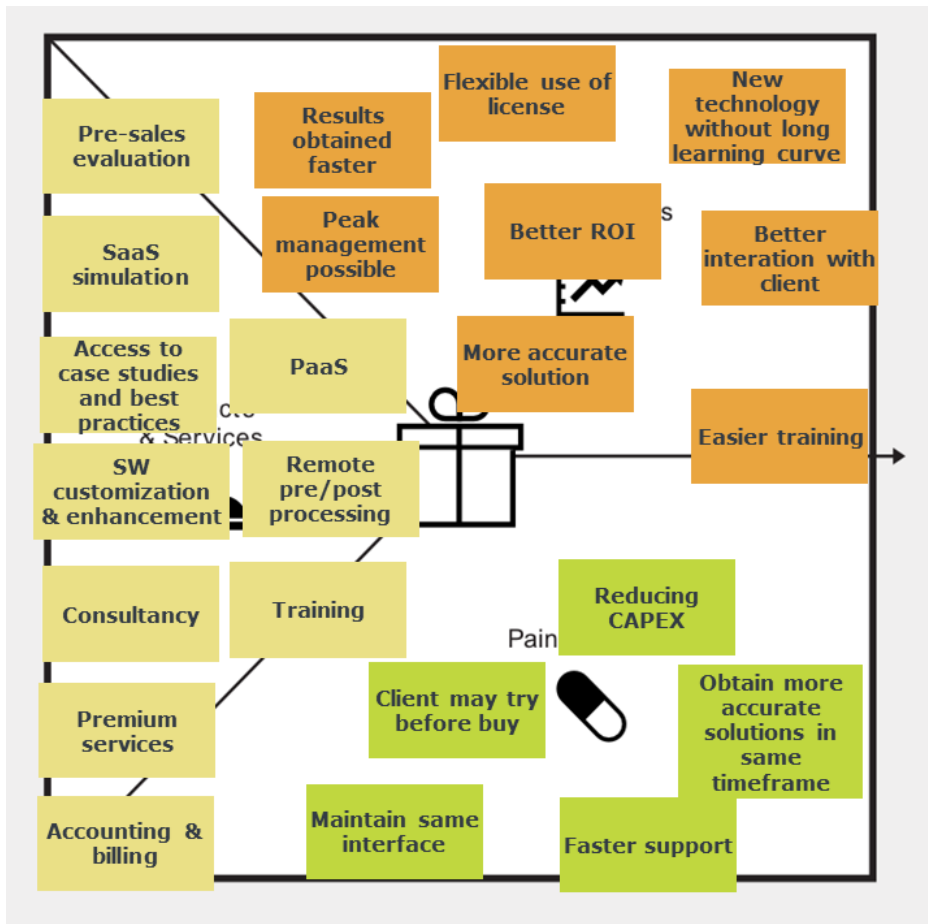 Pre-sales
evaluation
SaaS
simulation
Access to
case studies
and best
practices
& Services
SW
customization
& enhancement
Consultancy
Premium
services
Accounting &
billing
PaaS
Remote
pre/post
processing
Training
Results
obtained
faster
Peak
management
possible
Flexible use of
license
Better ROI
More accurate
solution
New
technology
without long
learning curve
Better
interation with
client
Easier training
Reducing
CAPEX
Pain
Client may try
before buy
Obtain more
accurate
solutions in
same
timeframe
Maintain same
interface
Faster support